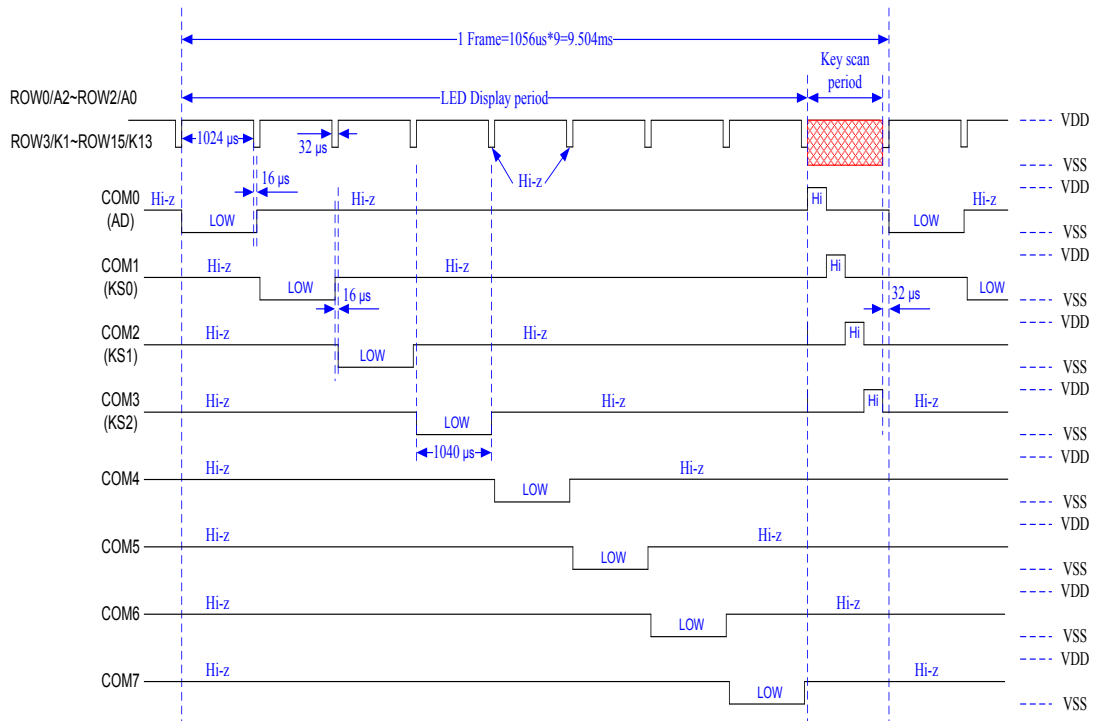 1 Frame=1056us*9=9.504ms
Key scan
period
ROW0/A2~ROW2/A0
LED Display period
VDD
ROW3/K1~ROW15/K13
1024 µs
32 µs
VSS
Hi-z
16 µs
VDD
COM0
(AD)
Hi-z
LOW
Hi-z
Hi
LOW
Hi-z
VSS
VDD
COM1
(KS0)
Hi-z
LOW
Hi-z
Hi
LOW
16 µs
32 µs
VSS
VDD
COM2
(KS1)
Hi-z
LOW
Hi-z
Hi
VSS
VDD
COM3
(KS2)
Hi-z
LOW
Hi-z
Hi
Hi-z
VSS
1040 µs
VDD
COM4
Hi-z
LOW
Hi-z
VSS
VDD
COM5
Hi-z
LOW
Hi-z
VSS
VDD
COM6
Hi-z
LOW
Hi-z
VSS
VDD
COM7
Hi-z
LOW
Hi-z
VSS